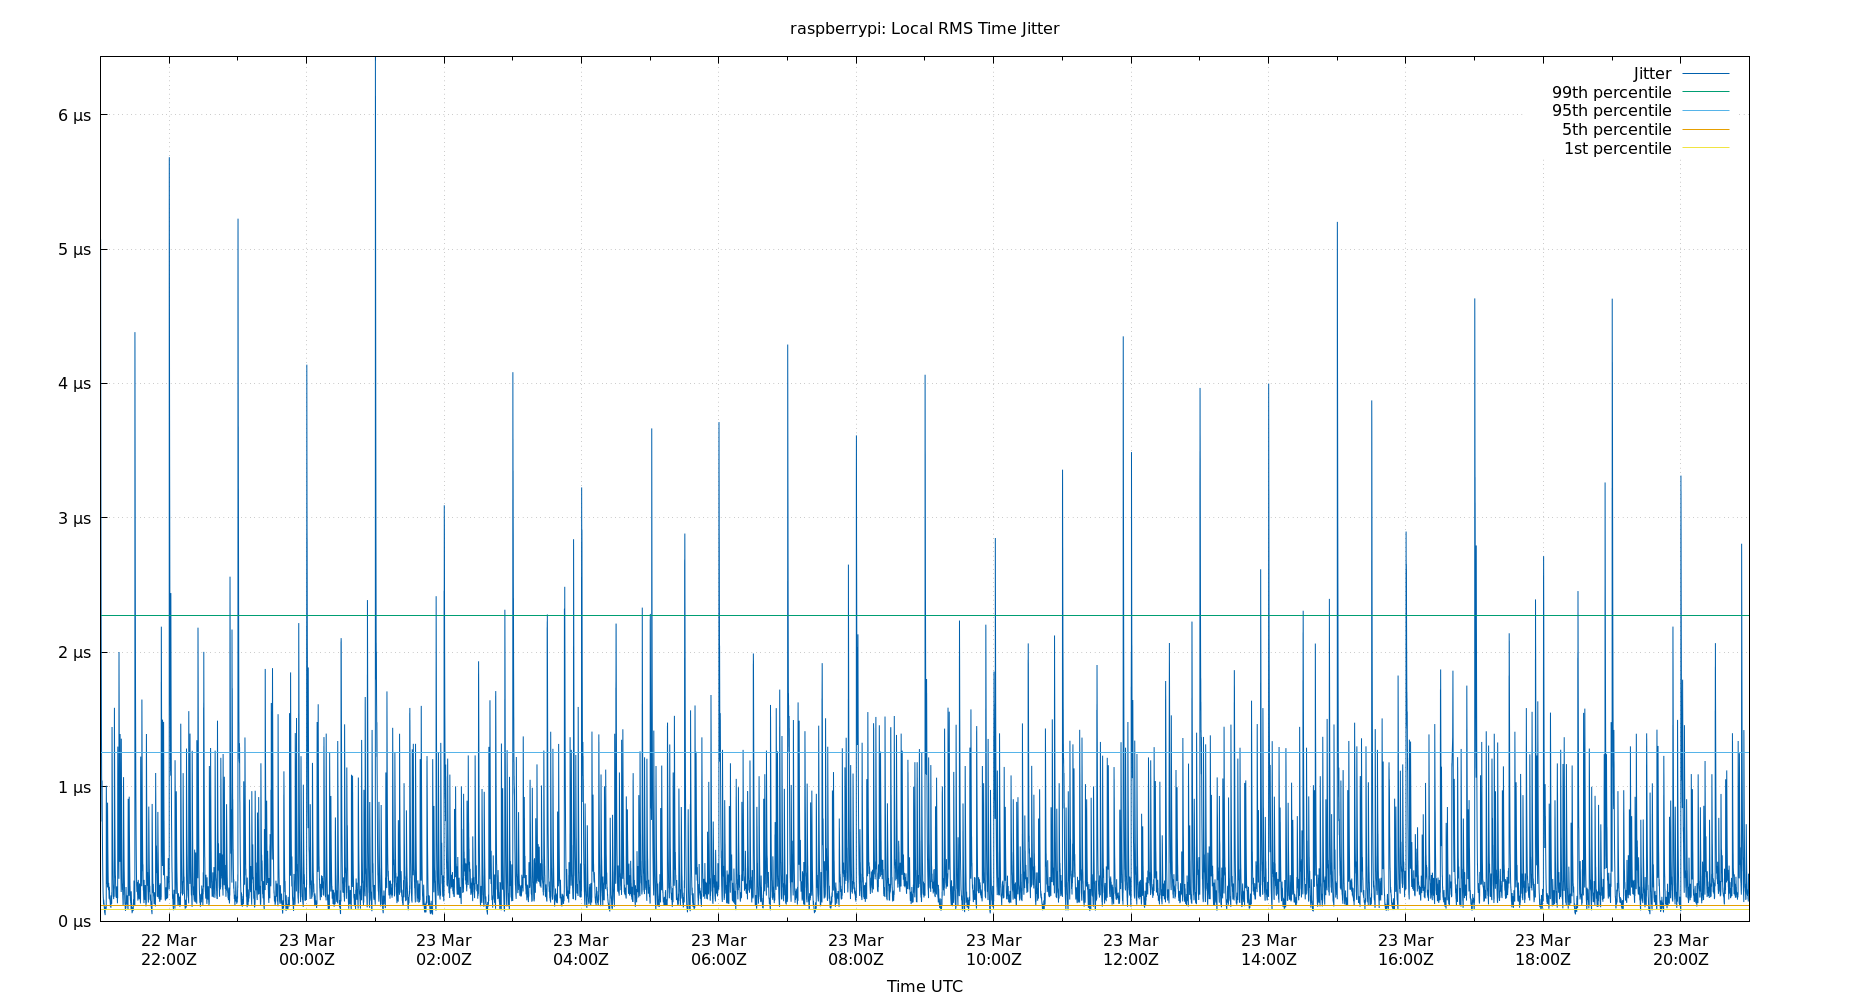 raspberrypi: Local RMS Time Jitter
Jitter
99th percentile
95th percentile
5th percentile
1st percentile
6 µs
5 µs
4 µs
3 µs
2 µs
1 µs
0 µs
22 Mar 23 Mar 23 Mar 23 Mar 23 Mar 23 Mar 23 Mar 23 Mar 23 Mar 23 Mar 23 Mar 23 Mar
22:00Z 00:00Z 02:00Z 04:00Z 06:00Z 08:00Z 10:00Z 12:00Z 14:00Z 16:00Z 18:00Z 20:00Z
Time UTC